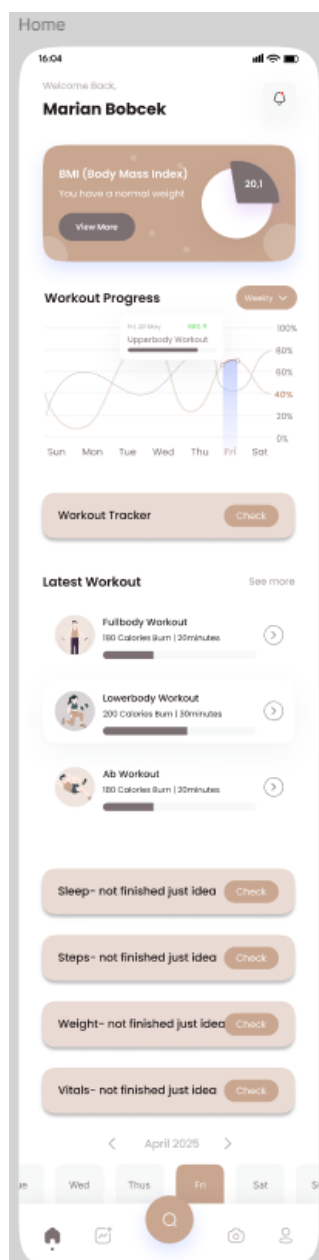 Home
16:04
Welcome Back,
Marian Bobcek
BMI (Body Mass Index)
You have a normal weight
20,1
View More
Workout Progress
Weekly
Fri, 28 May
Upperbody Workout
100%
80%
60%
40%
20%
0%
Sun Mon Tue Wed Thu Fri Sat
Workout Tracker
Check
Latest Workout
See more
Fullbody Workout
180 Calories Burn | 20minutes
Lowerbody Workout
200 Calories Burn | 30minutes
Ab Workout
180 Calories Burn | 20minutes
Sleep- not finished just idea
Check
Steps- not finished just idea
Check
Weight- not finished just idea
Check
Vitals- not finished just idea
Check
April 2025
ue Wed Thus Fri Sat S